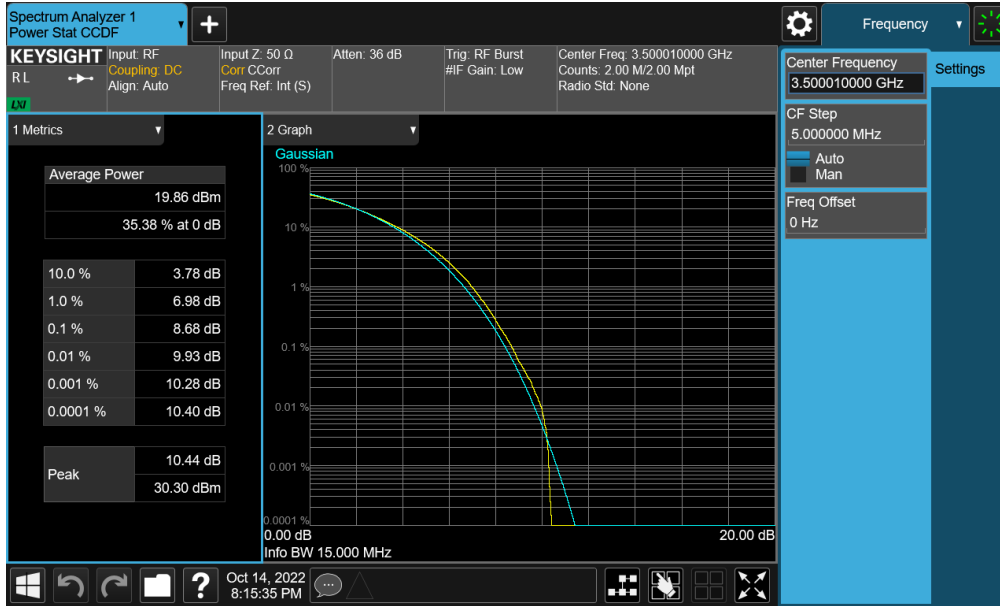 Spectrum Analyzer 1
Power Stat CCDF
+
Frequency
KEYSIGHT
RL
LXI
Input: RF
Coupling: DC
Align: Auto
Input Z: 50 Ω
Corr CCorr
Freq Ref: Int (S)
Atten: 36 dB
Trig: RF Burst
#IF Gain: Low
Center Freq: 3.500010000 GHz
Counts: 2.00 M/2.00 Mpt
Radio Std: None
Center Frequency
3.500010000 GHz
Settings
CF Step
5.000000 MHz
Auto
Man
Freq Offset
0 Hz
1 Metrics
Average Power
19.86 dBm
35.38 % at 0 dB
10.0 % 3.78 dB
1.0 % 6.98 dB
0.1 % 8.68 dB
0.01 % 9.93 dB
0.001 % 10.28 dB
0.0001 % 10.40 dB
Peak
10.44 dB
30.30 dBm
2 Graph
Gaussian
100 %
10 %
1 %
0.1 %
0.01 %
0.001 %
0.0001 %
0.00 dB 20.00 dB
Info BW 15.000 MHz
?
Oct 14, 2022
8:15:35 PM